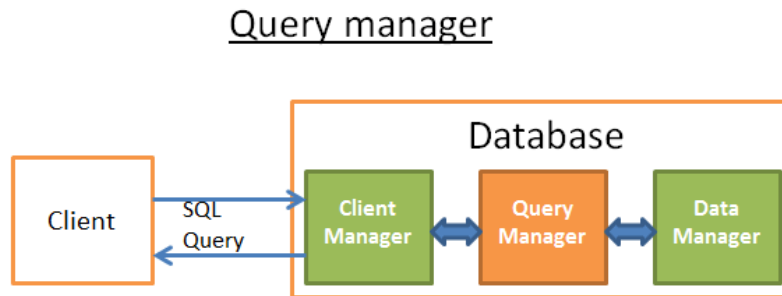 Query manager
Database
Client
SQL
Query
Client
Manager
Query
Manager
Data
Manager